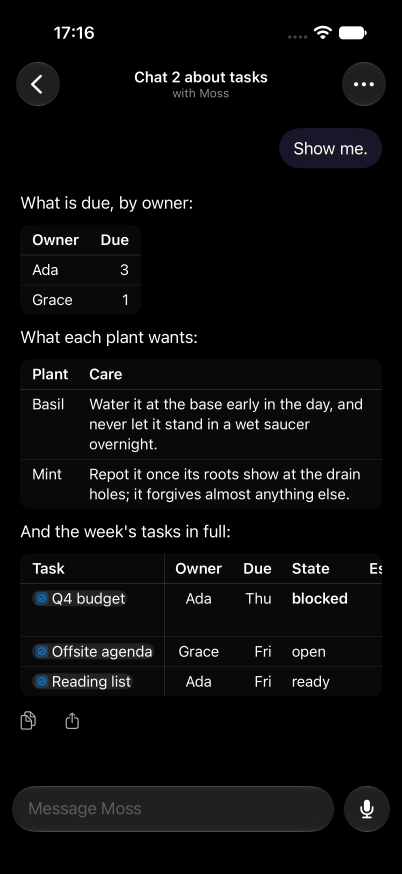 17:16
Chat 2 about tasks
with Moss
Show me.
What is due, by owner:
Owner Due
Ada 3
Grace 1
What each plant wants:
Plant Care
Basil Water it at the base early in the day, and
never let it stand in a wet saucer
overnight.
Mint Repot it once its roots show at the drain
holes; it forgives almost anything else.
And the week's tasks in full:
Task Owner Due State Es
Q4 budget Ada Thu blocked
Offsite agenda Grace Fri open
Reading list Ada Fri ready
Message Moss